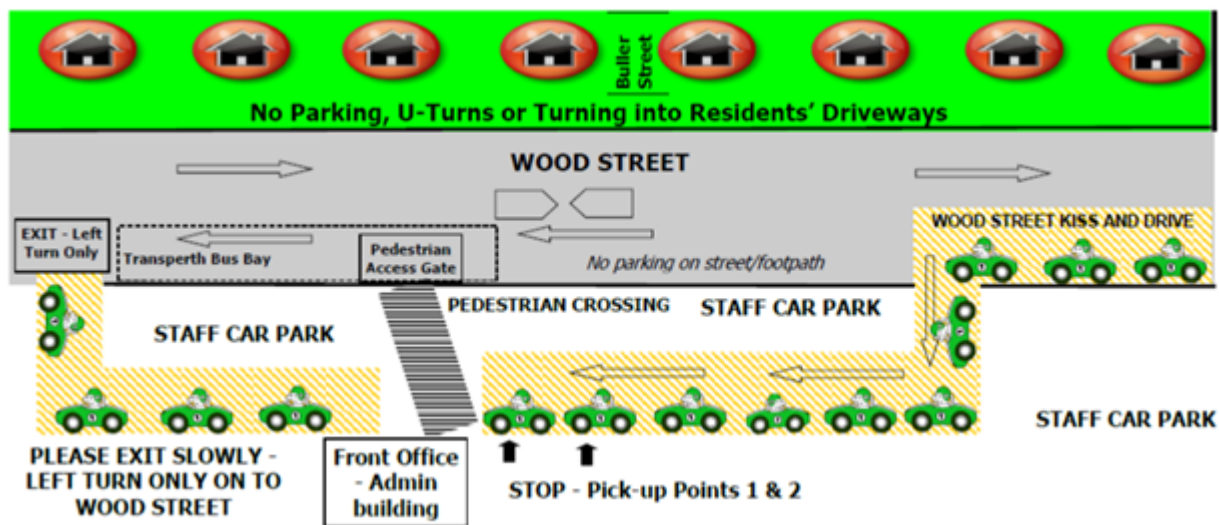 Buller
Street
No Parking, U-Turns or Turning into Residents' Driveways
WOOD STREET
WOOD STREET KISS AND DRIVE
EXIT - Left
Turn Only
Transperth Bus Bay
Pedestrian
Access Gate
No parking on street/footpath
PEDESTRIAN CROSSING
STAFF CAR PARK
STAFF CAR PARK
STAFF CAR PARK
PLEASE EXIT SLOWLY -
LEFT TURN ONLY ON TO
WOOD STREET
Front Office
- Admin
building
STOP - Pick-up Points 1 & 2